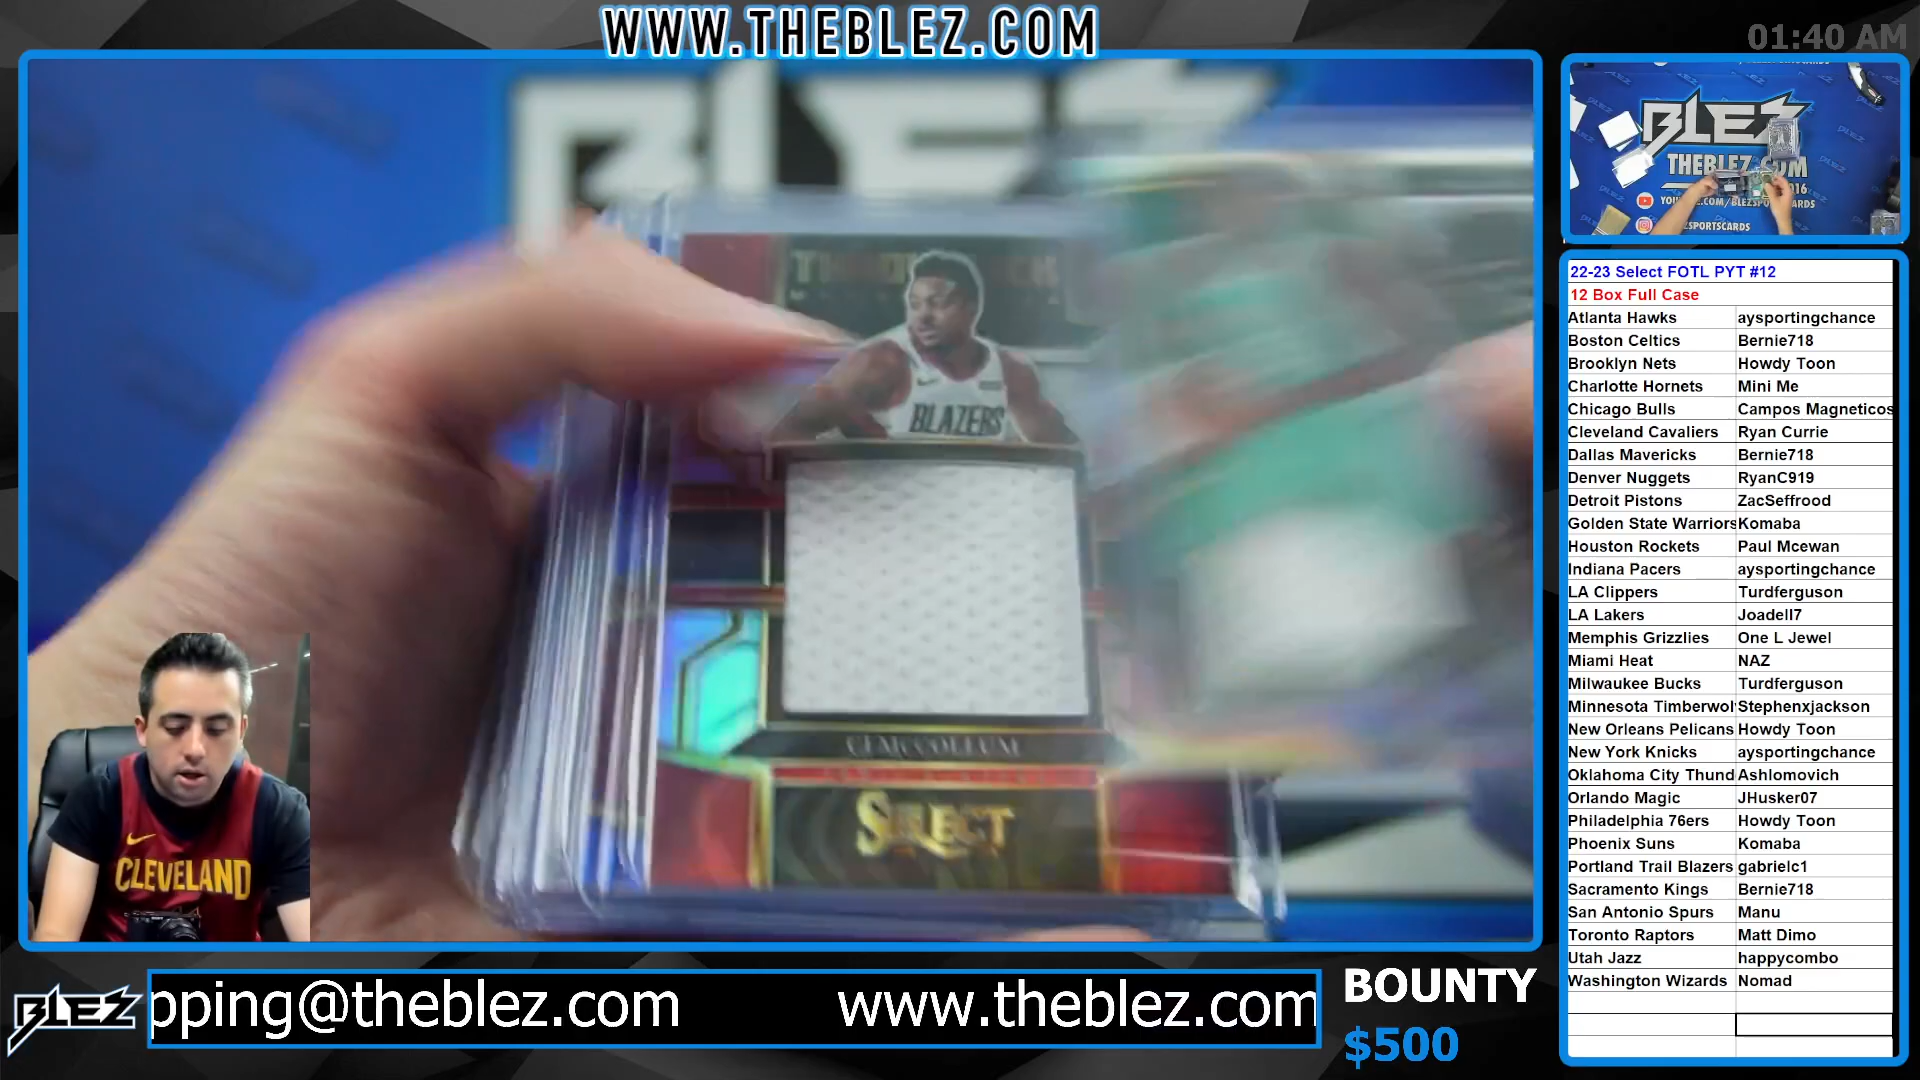 WWW.THEBLEZ.COM
01:40 AM
BLEZ
BLEZ
THEBLEZ.COM
BLAZERS
CJ MCCOLLUM
SELECT
CLEVELAND
22-23 Select FOTL PYT #12
12 Box Full Case
Atlanta Hawks aysportingchance
Boston Celtics Bernie718
Brooklyn Nets Howdy Toon
Charlotte Hornets Mini Me
Chicago Bulls Campos Magneticos
Cleveland Cavaliers Ryan Currie
Dallas Mavericks Bernie718
Denver Nuggets RyanC919
Detroit Pistons ZacSeffrood
Golden State Warriors Komaba
Houston Rockets Paul Mcewan
Indiana Pacers aysportingchance
LA Clippers Turdferguson
LA Lakers Joadell7
Memphis Grizzlies One L Jewel
Miami Heat NAZ
Milwaukee Bucks Turdferguson
Minnesota Timberwol Stephenxjackson
New Orleans Pelicans Howdy Toon
New York Knicks aysportingchance
Oklahoma City Thund Ashlomovich
Orlando Magic JHusker07
Philadelphia 76ers Howdy Toon
Phoenix Suns Komaba
Portland Trail Blazers gabrielc1
Sacramento Kings Bernie718
San Antonio Spurs Manu
Toronto Raptors Matt Dimo
Utah Jazz happycombo
Washington Wizards Nomad
BLEZ
pping@theblez.com www.theblez.com
BOUNTY
$500